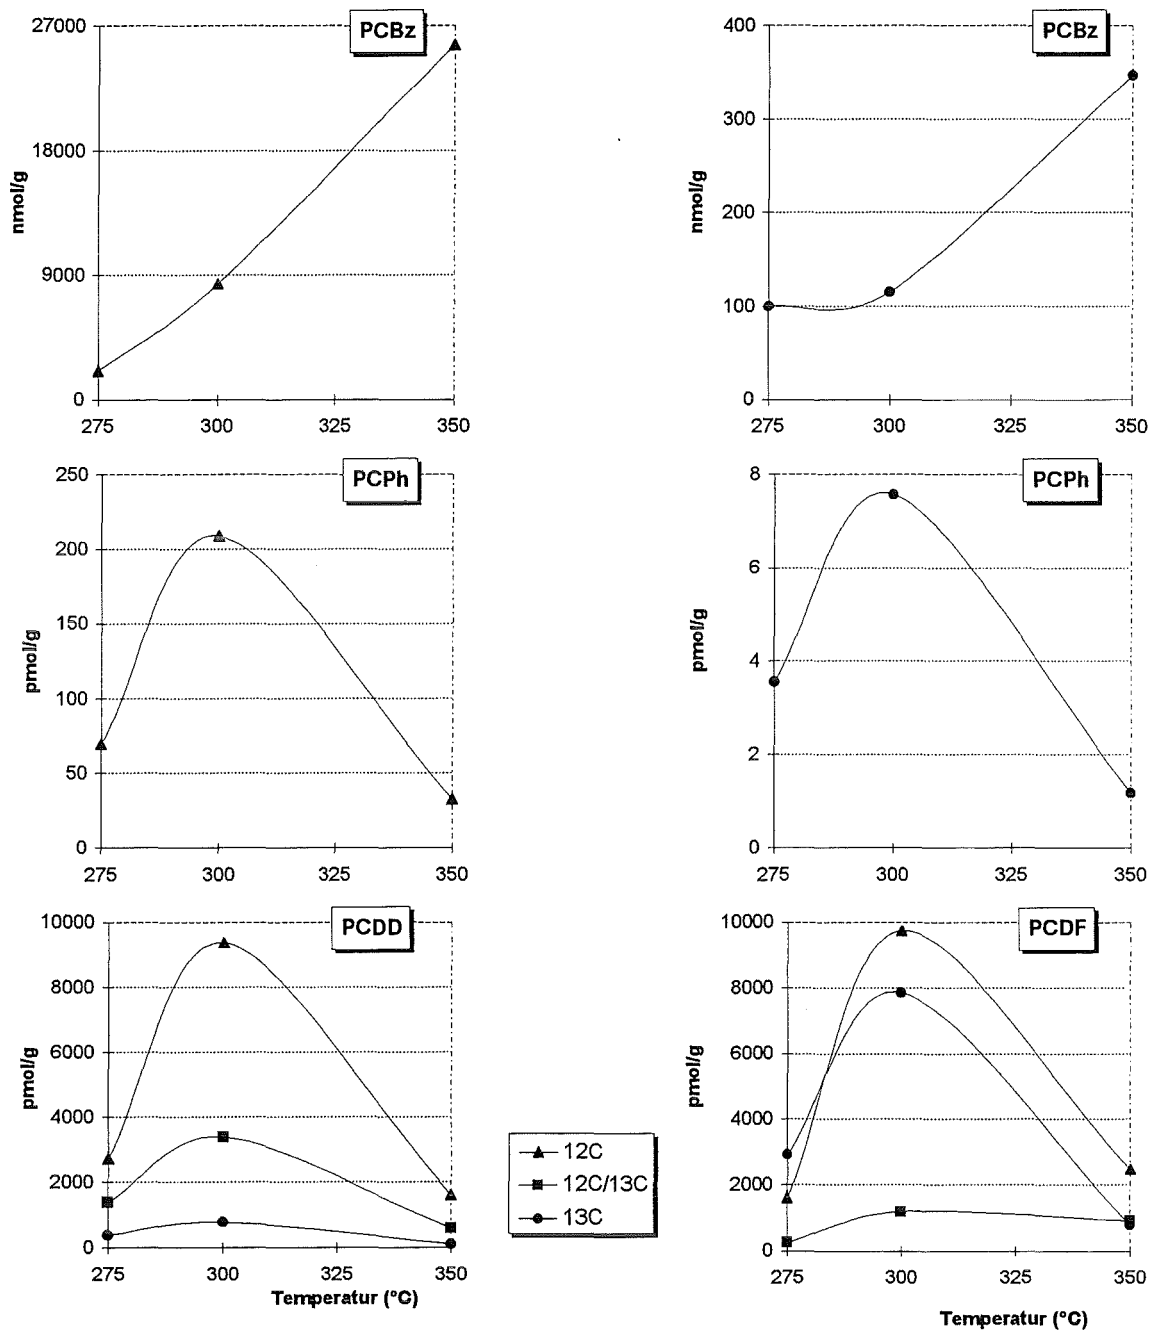 PCBz
27000
18000
9000
0
nmol/g
275 300 325 350
PCBz
400
300
200
100
0
nmol/g
275 300 325 350
PCPh
250
200
150
100
50
0
pmol/g
275 300 325 350
PCPh
8
6
4
2
0
pmol/g
275 300 325 350
PCDD
10000
8000
6000
4000
2000
0
pmol/g
275 300 325 350
Temperatur (°C)
12C
12C/13C
13C
PCDF
10000
8000
6000
4000
2000
0
pmol/g
275 300 325 350
Temperatur (°C)